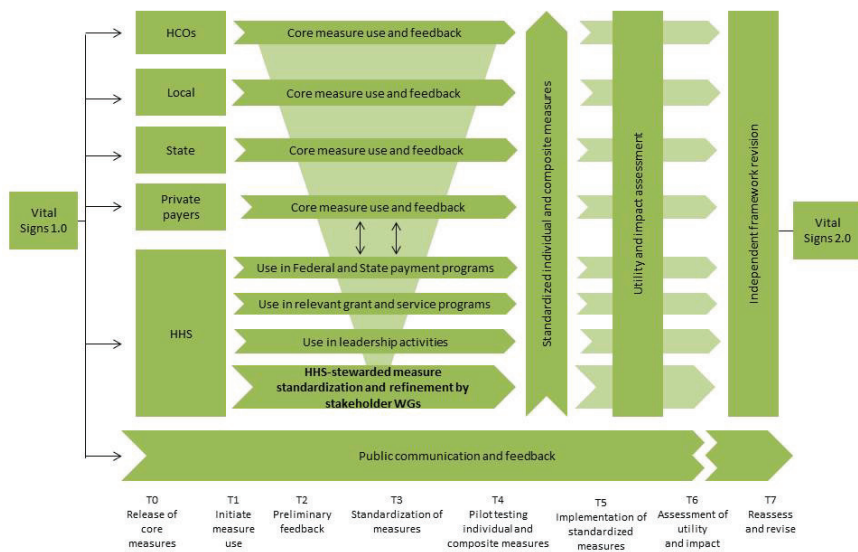 HCOs
Core measure use and feedback
Local
Core measure use and feedback
State
Core measure use and feedback
Private
payers
Core measure use and feedback
Vital
Signs 1.0
HHS
Use in Federal and State payment programs
Use in relevant grant and service programs
Use in leadership activities
HHS-stewarded measure
standardization and refinement by
stakeholder WGs
Standardized individual and composite measures
Utility and impact assessment
Independent framework revision
Vital
Signs 2.0
Public communication and feedback
T0
Release of
core
measures
T1
Initiate
measure
use
T2
Preliminary
feedback
T3
Standardization of
measures
T4
Pilot testing
individual and
composite measures
T5
Implementation of
standardized
measures
T6
Assessment of
utility
and impact
T7
Reassess
and revise